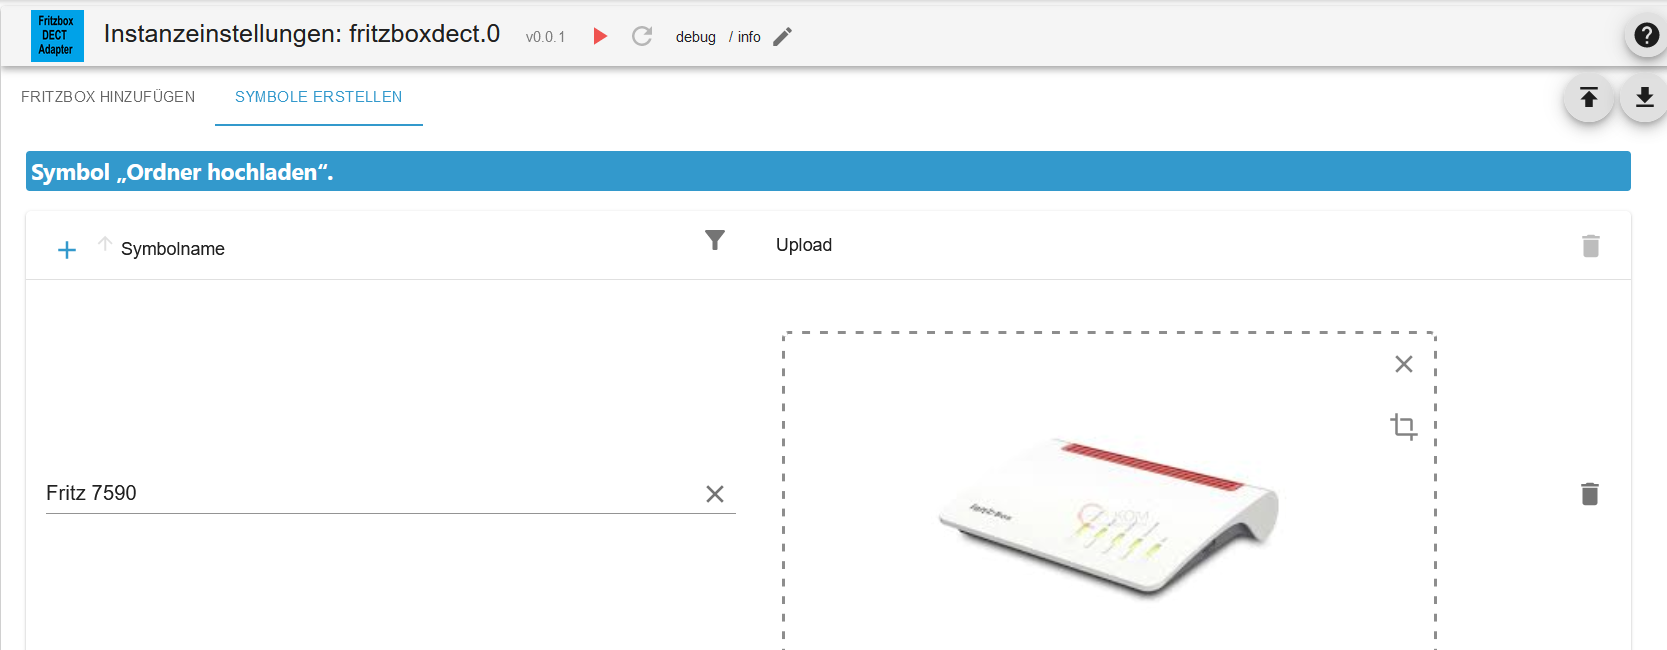 Fritzbox
DECT
Adapter
Instanzeinstellungen: fritzboxdect.0 v0.0.1 debug / info
FRITZBOX HINZUFÜGEN SYMBOLE ERSTELLEN
Symbol „Ordner hochladen“.
Symbolname Upload
Fritz 7590